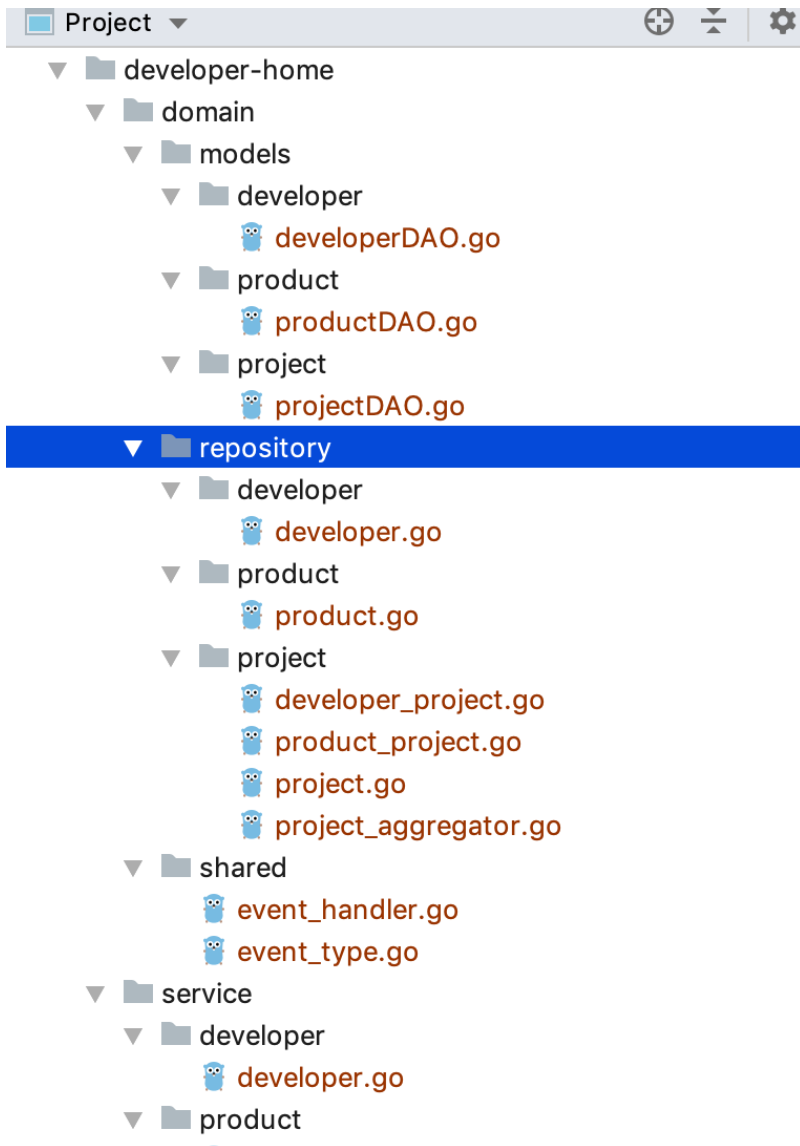 Project
developer-home
domain
models
developer
developerDAO.go
product
productDAO.go
project
projectDAO.go
repository
developer
developer.go
product
product.go
project
developer_project.go
product_project.go
project.go
project_aggregator.go
shared
event_handler.go
event_type.go
service
developer
developer.go
product